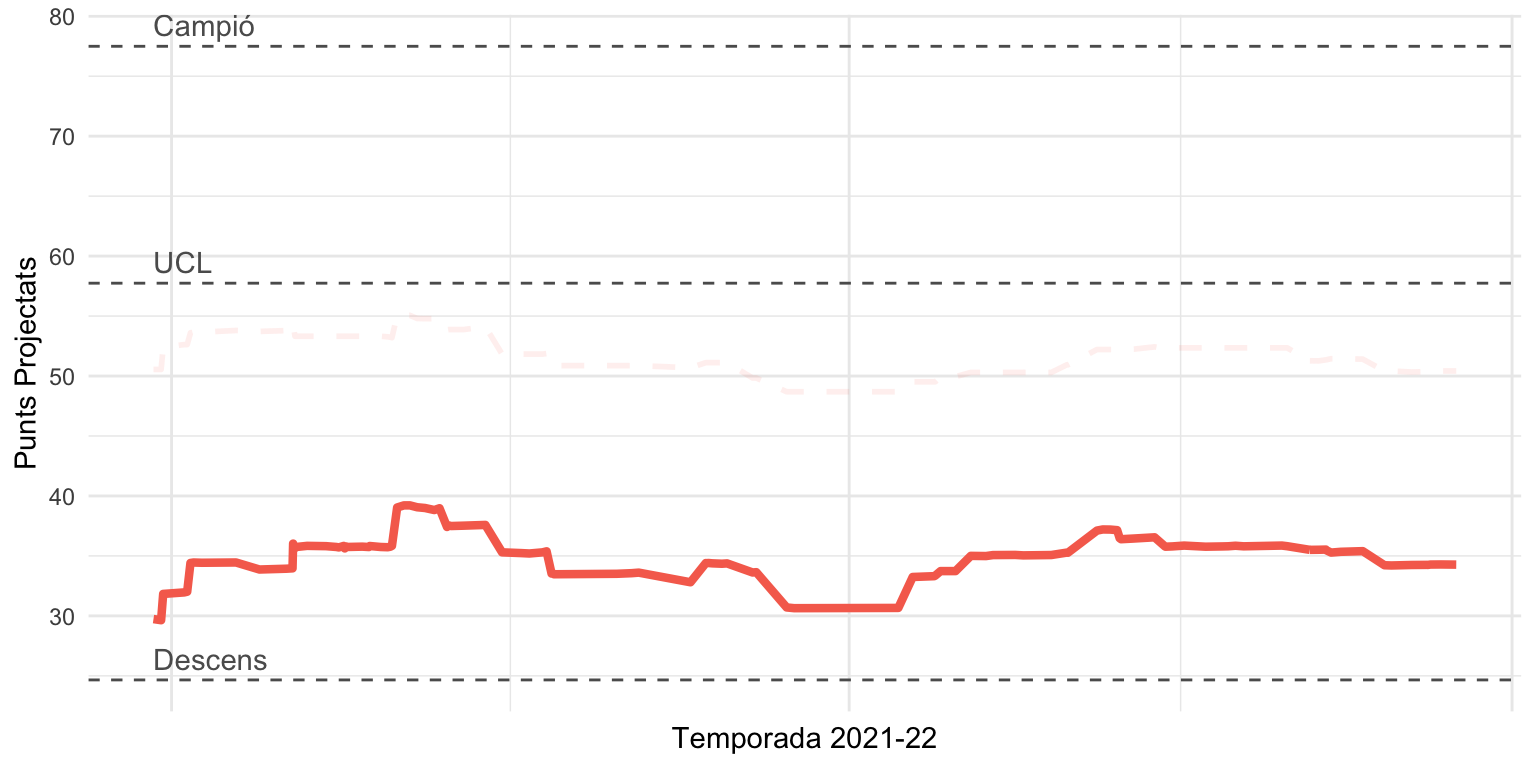 80
Campió
70
60
UCL
50
40
30
Descens
Punts Projectats
Temporada 2021-22